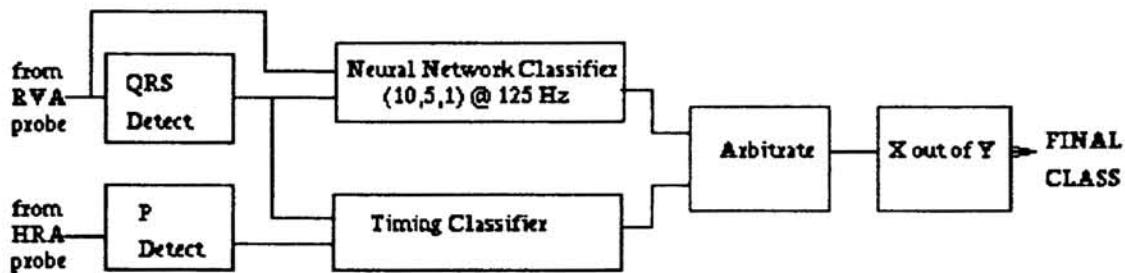 from
RVA
probe
QRS
Detect
Neural Network Classifier
(10,5,1) @ 125 Hz
Arbitrate
X out of Y
FINAL
CLASS
from
HRA
probe
P
Detect
Timing Classifier